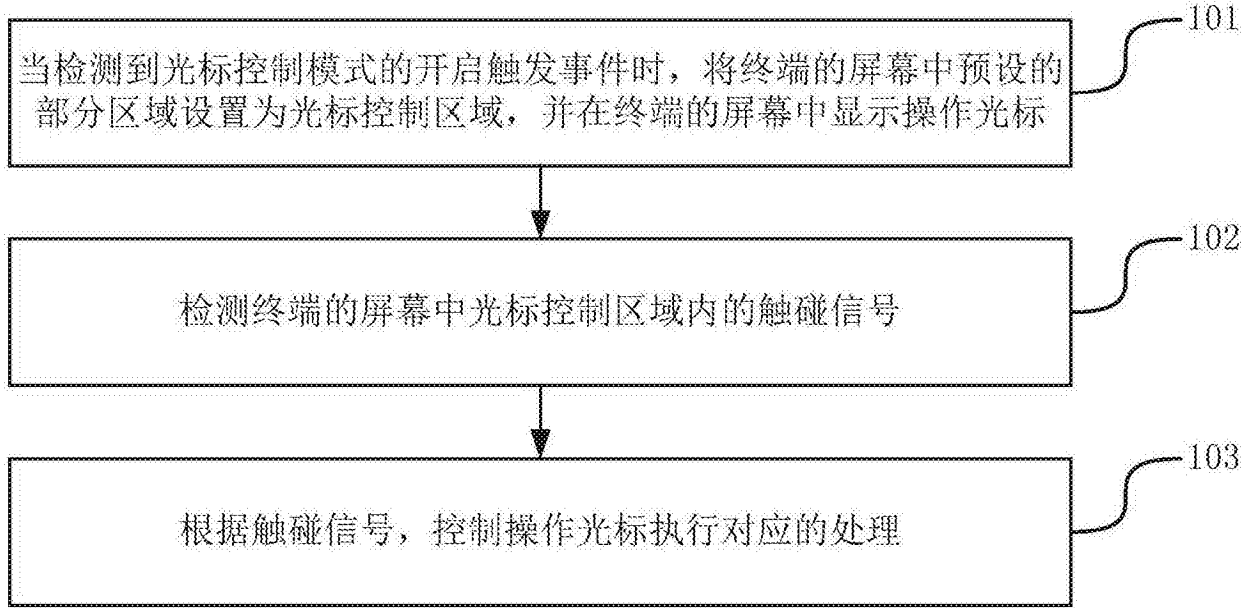 101
当检测到光标控制模式的开启触发事件时，将终端的屏幕中预设的
部分区域设置为光标控制区域，并在终端的屏幕中显示操作光标
102
检测终端的屏幕中光标控制区域内的触碰信号
103
根据触碰信号，控制操作光标执行对应的处理